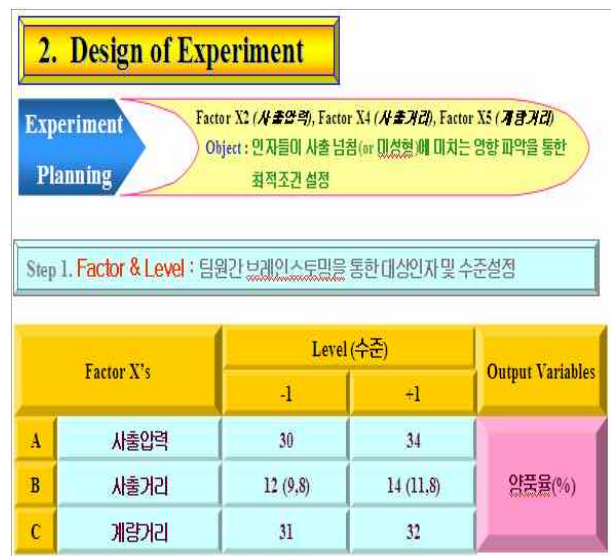 2. Design of Experiment
Experiment
Planning
Factor X2 (사출압력), Factor X4 (사출거리), Factor X5 (계량거리)
Object : 인자들이 사출 넘침(or 미성형)에 미치는 영향 파악을 통한
최적조건 설정
Step 1. Factor & Level : 팀원간 브레인스토밍을 통한 대상인자 및 수준설정
Factor X's
Level (수준)
Output Variables
-1
+1
A 사출압력 30 34
B 사출거리 12 (9,8) 14 (11,8) 양품율(%)
C 계량거리 31 32